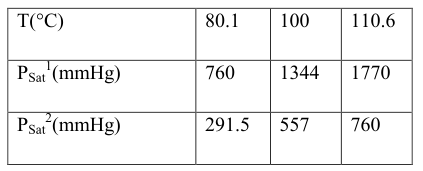 T(°C) 80.1 100 110.6
PSat1(mmHg) 760 1344 1770
PSat2(mmHg) 291.5 557 760